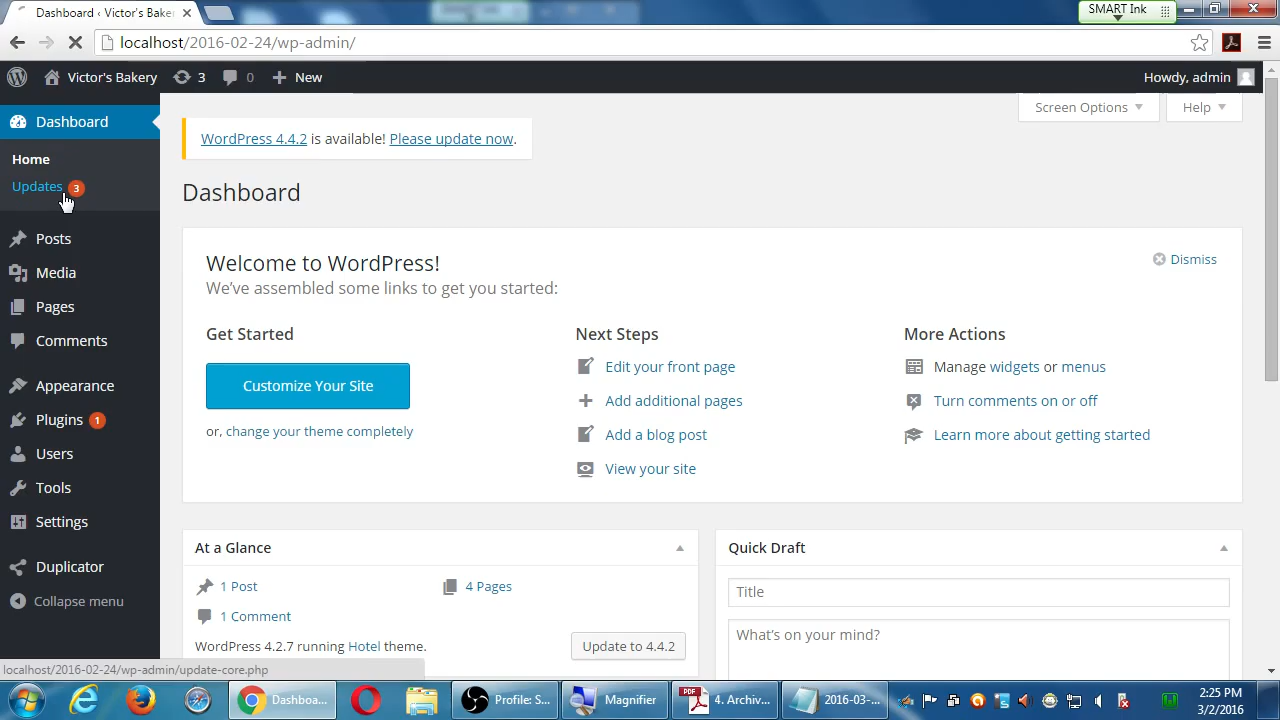 Dashboard ‹ Victor's Baker
SMART Ink
localhost/2016-02-24/wp-admin/
Victor's Bakery 3 0 New
Howdy, admin
Dashboard
Home
Updates 3
Posts
Media
Pages
Comments
Appearance
Plugins 1
Users
Tools
Settings
Duplicator
Collapse menu
Screen Options
Help
WordPress 4.4.2 is available! Please update now.
Dashboard
Welcome to WordPress!
We've assembled some links to get you started:
Dismiss
Get Started
Customize Your Site
or, change your theme completely
Next Steps
Edit your front page
Add additional pages
Add a blog post
View your site
More Actions
Manage widgets or menus
Turn comments on or off
Learn more about getting started
At a Glance
1 Post
4 Pages
1 Comment
WordPress 4.2.7 running Hotel theme.
Update to 4.4.2
Quick Draft
Title
What's on your mind?
localhost/2016-02-24/wp-admin/update-core.php
Dashboa...
Profile: S...
Magnifier
PDF
4. Archiv...
2016-03-...
2:25 PM
3/2/2016